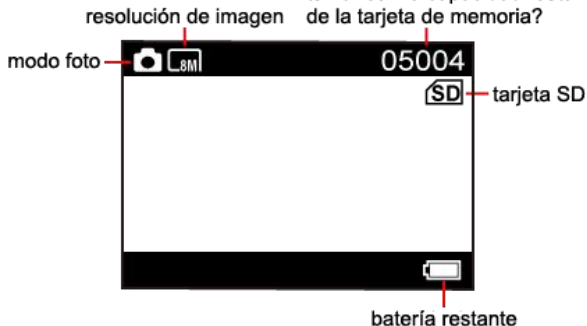 resolución de imagen
de la tarjeta de memoria?
modo foto
8M
05004
SD
tarjeta SD
batería restante